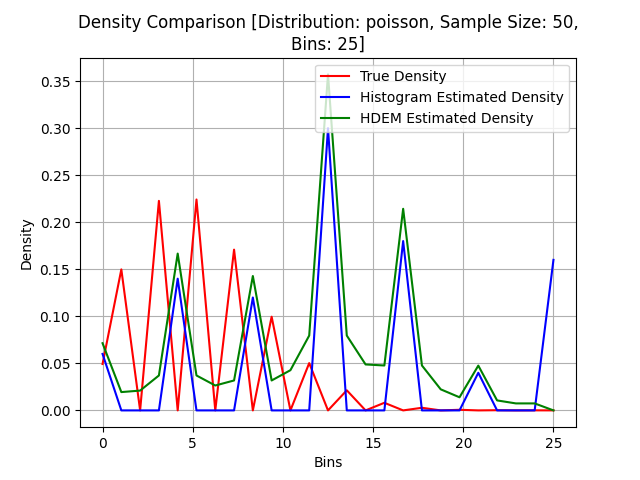 Density Comparison [Distribution: poisson, Sample Size: 50,
Bins: 25]
True Density
Histogram Estimated Density
HDEM Estimated Density
Density
0.35
0.30
0.25
0.20
0.15
0.10
0.05
0.00
0 5 10 15 20 25
Bins